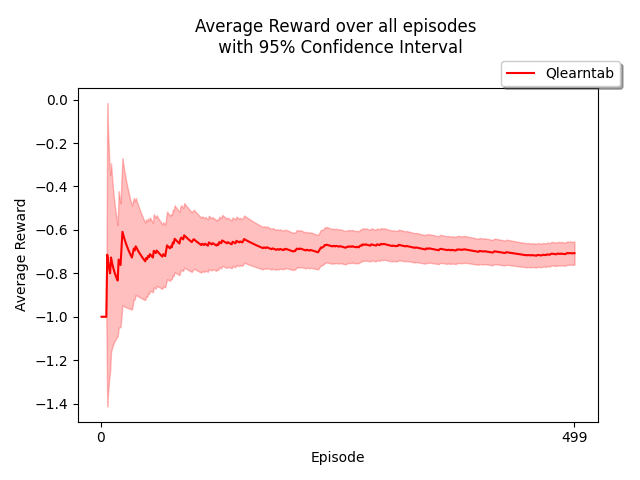 Average Reward over all episodes
with 95% Confidence Interval
Qlearntab
0.0
−0.2
−0.4
−0.6
−0.8
−1.0
−1.2
−1.4
Average Reward
0
499
Episode